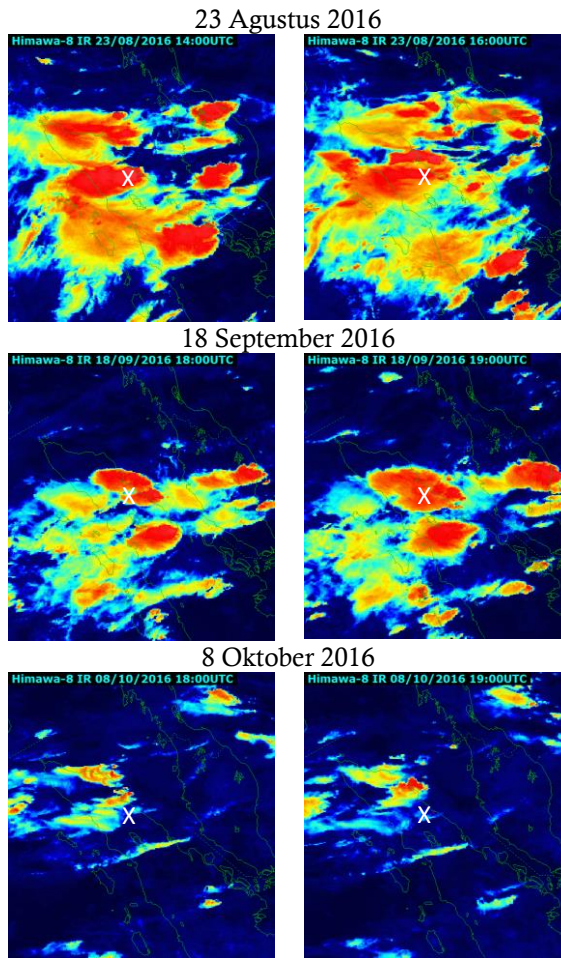 23 Agustus 2016
Himawa-8 IR 23/08/2016 14:00UTC
Himawa-8 IR 23/08/2016 16:00UTC
X
X
18 September 2016
Himawa-8 IR 18/09/2016 18:00UTC
Himawa-8 IR 18/09/2016 19:00UTC
X
X
8 Oktober 2016
Himawa-8 IR 08/10/2016 18:00UTC
Himawa-8 IR 08/10/2016 19:00UTC
X
X